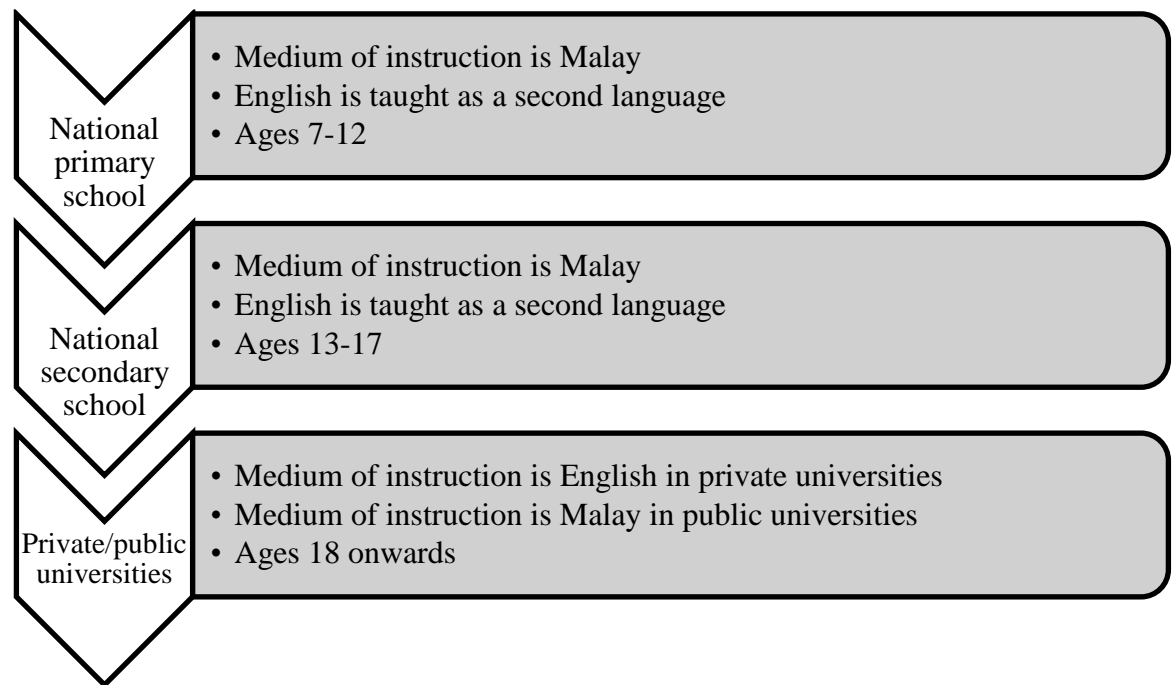 National
primary
school
• Medium of instruction is Malay
• English is taught as a second language
• Ages 7-12
National
secondary
school
• Medium of instruction is Malay
• English is taught as a second language
• Ages 13-17
Private/public
universities
• Medium of instruction is English in private universities
• Medium of instruction is Malay in public universities
• Ages 18 onwards